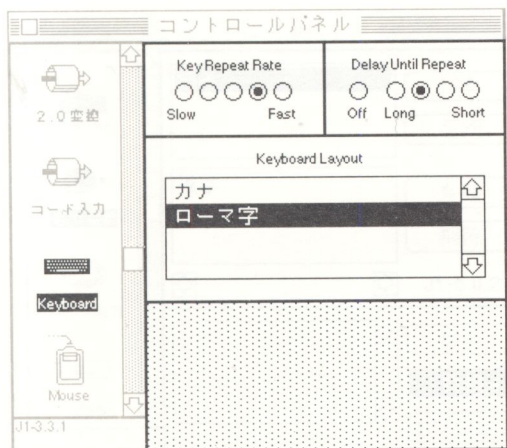 コントロールパネル
2.0変換
コード入力
Keyboard
Mouse
J1-3.3.1
Key Repeat Rate
Slow Fast
Delay Until Repeat
Off Long Short
Keyboard Layout
カナ
ローマ字